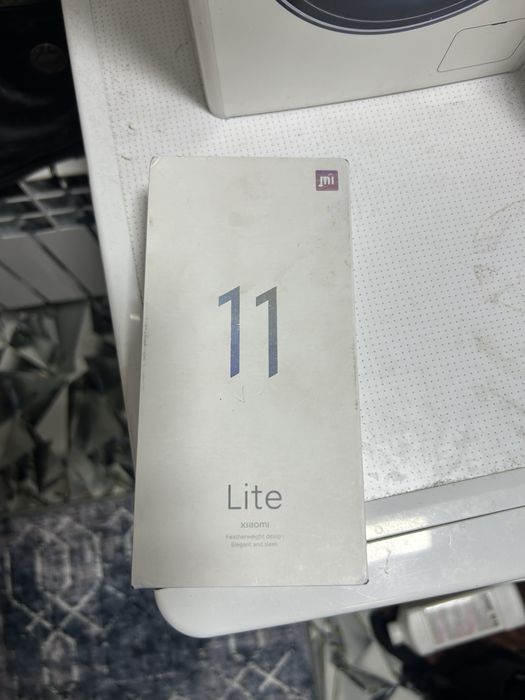 mi
11
Lite
xiaomi
Featherweight design
Elegant and sleek